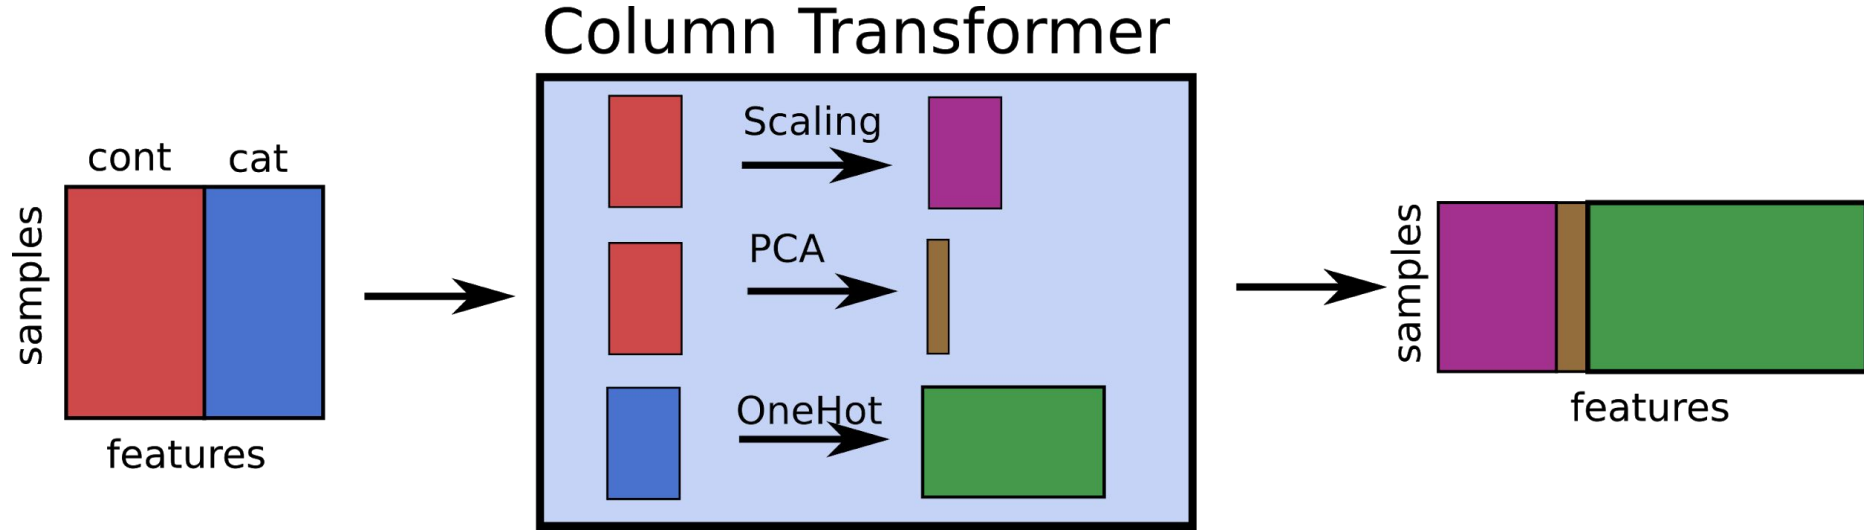 Column Transformer
cont
cat
samples
features
Scaling
PCA
OneHot
samples
features